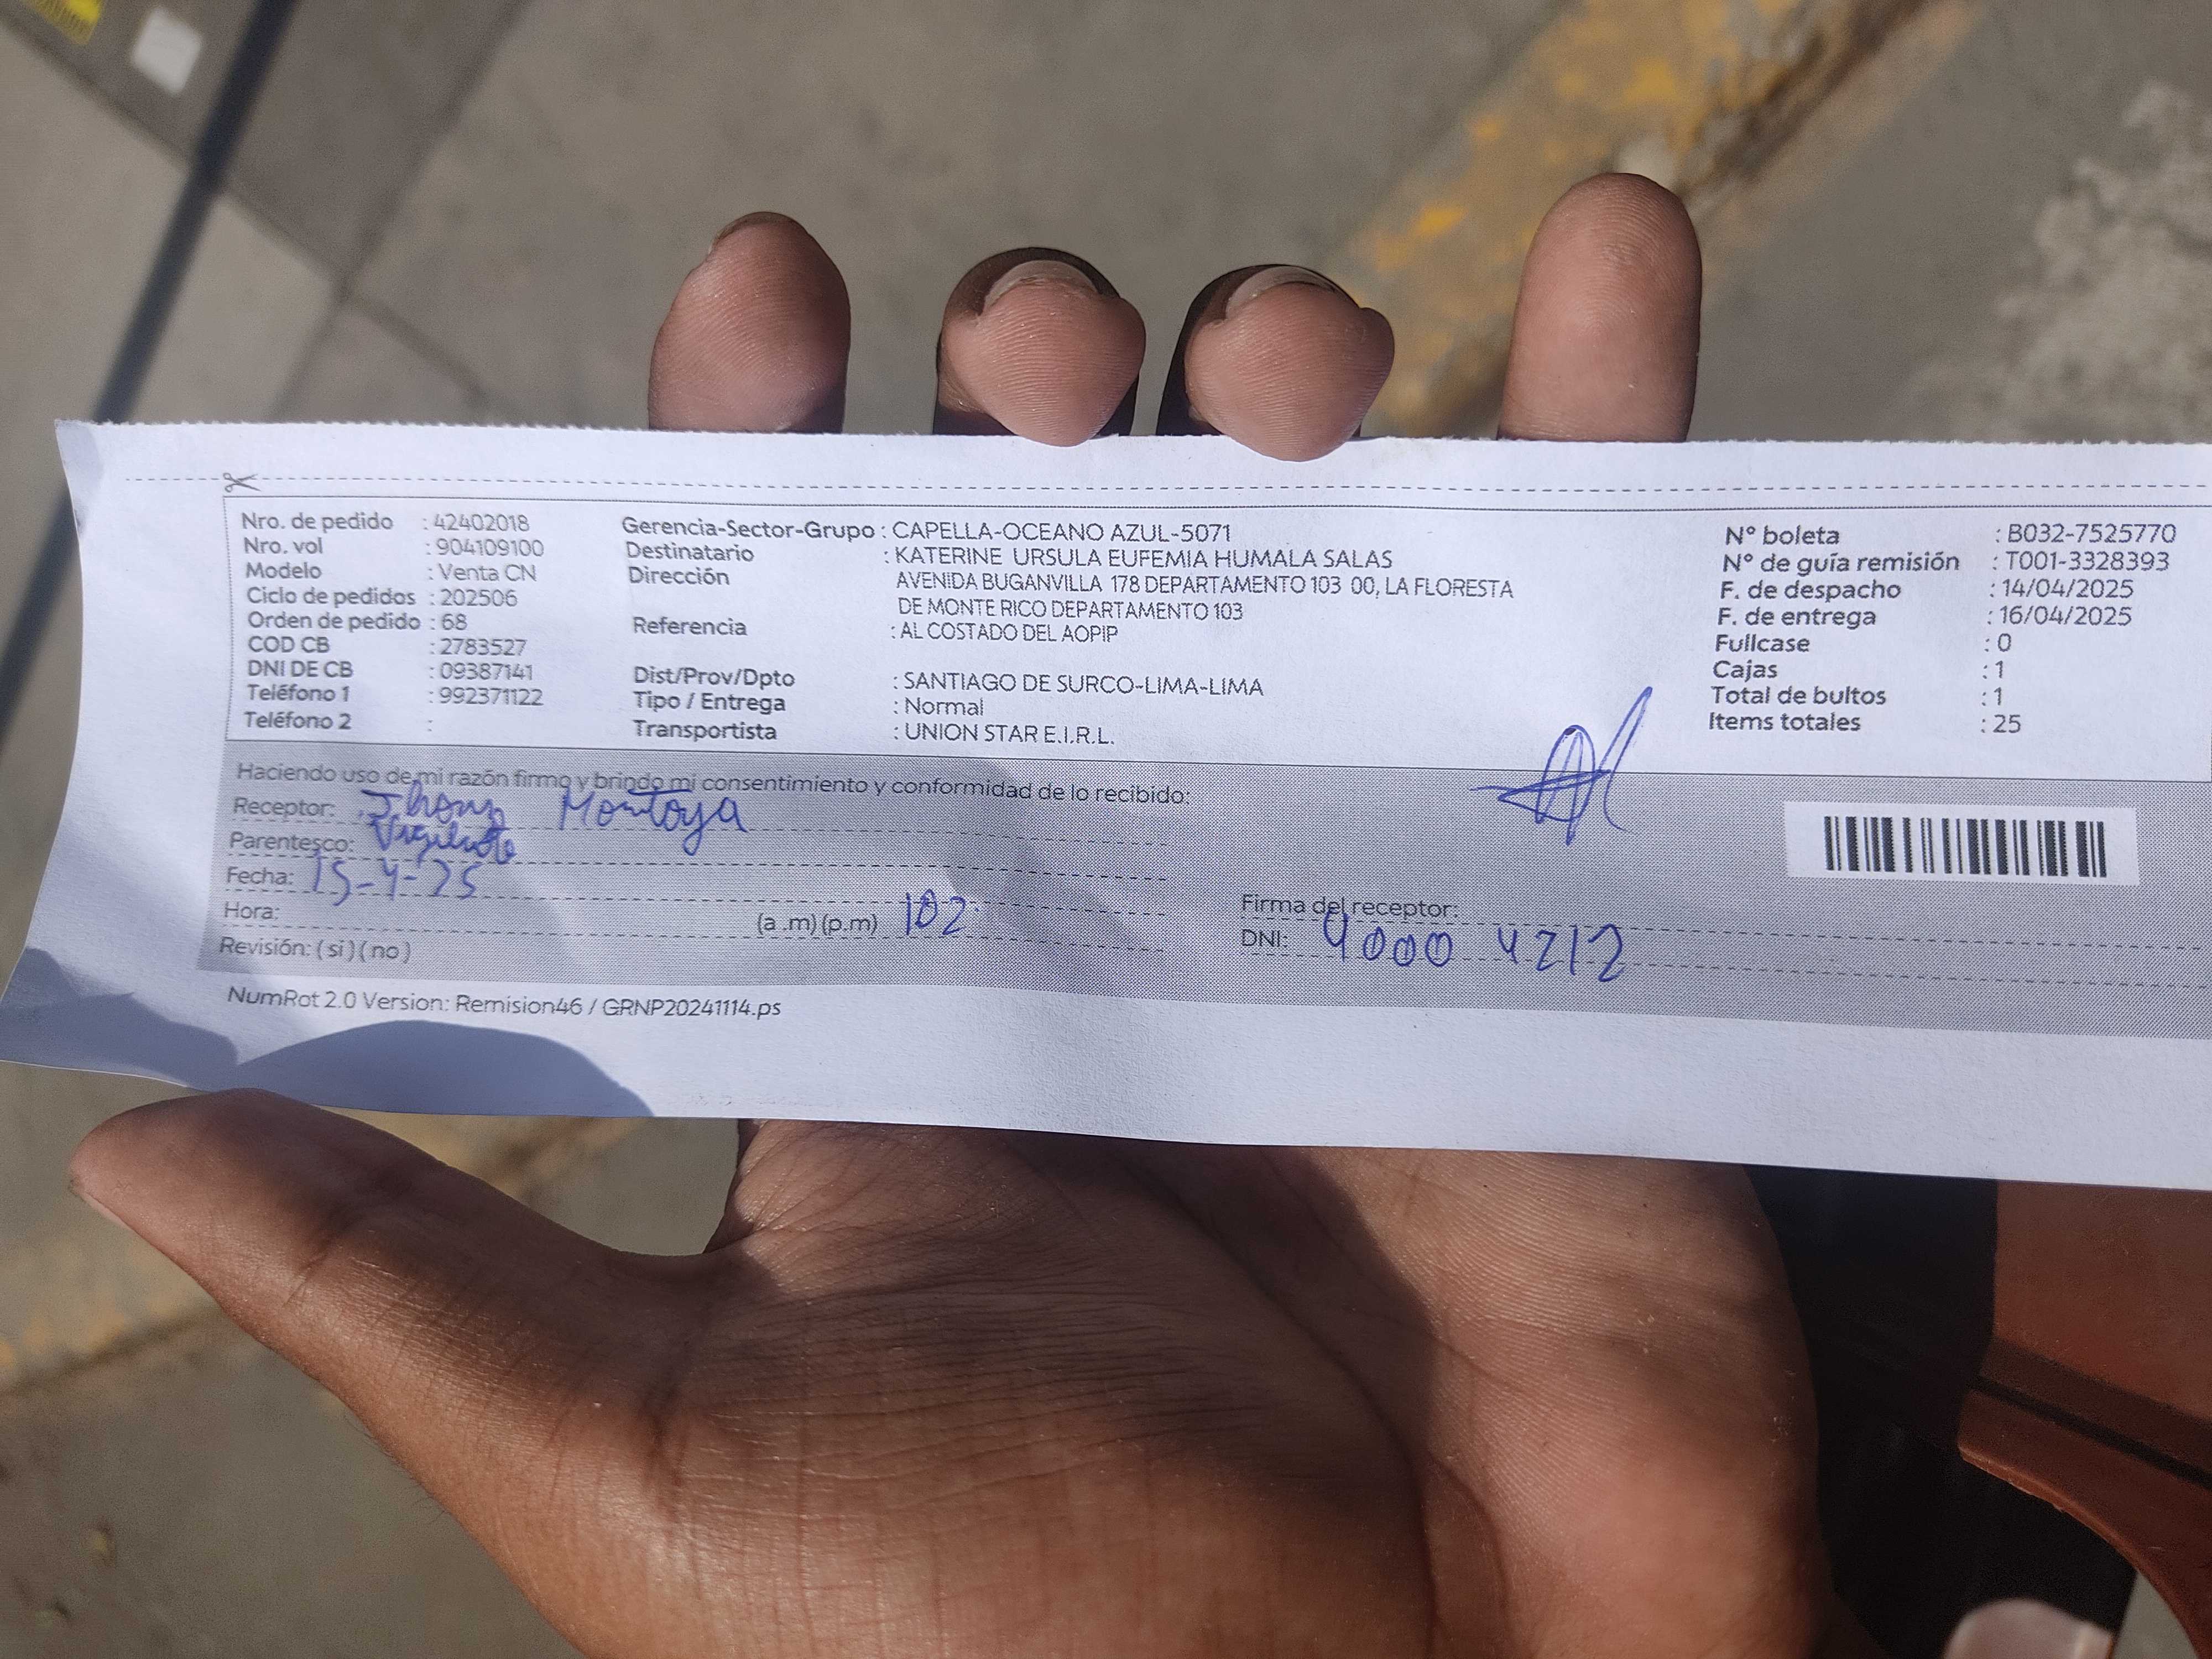 Nro. de pedido : 42402018
Nro. vol : 904109100
Modelo : Venta CN
Ciclo de pedidos : 202506
Orden de pedido : 68
COD CB : 2783527
DNI DE CB : 09387141
Teléfono 1 : 992371122
Teléfono 2 :
Gerencia-Sector-Grupo : CAPELLA-OCEANO AZUL-5071
Destinatario : KATERINE URSULA EUFEMIA HUMALA SALAS
Dirección AVENIDA BUGANVILLA 178 DEPARTAMENTO 103 00, LA FLORESTA
DE MONTE RICO DEPARTAMENTO 103
Referencia : AL COSTADO DEL AOPIP
Dist/Prov/Dpto : SANTIAGO DE SURCO-LIMA-LIMA
Tipo / Entrega : Normal
Transportista : UNION STAR E.I.R.L.
N° boleta : B032-7525770
N° de guía remisión : T001-3328393
F. de despacho : 14/04/2025
F. de entrega : 16/04/2025
Fullcase : 0
Cajas : 1
Total de bultos : 1
Items totales : 25
Haciendo uso de mi razón firmo y brindo mi consentimiento y conformidad de lo recibido:
Receptor: Jhony Montoya
Parentesco: Vigilante
Fecha: 15-4-25
Hora: (a .m) (p.m) 102
Revisión: ( si ) ( no )
Firma del receptor:
DNI: 4000 4212
NumRot 2.0 Version: Remision46 / GRNP20241114.ps